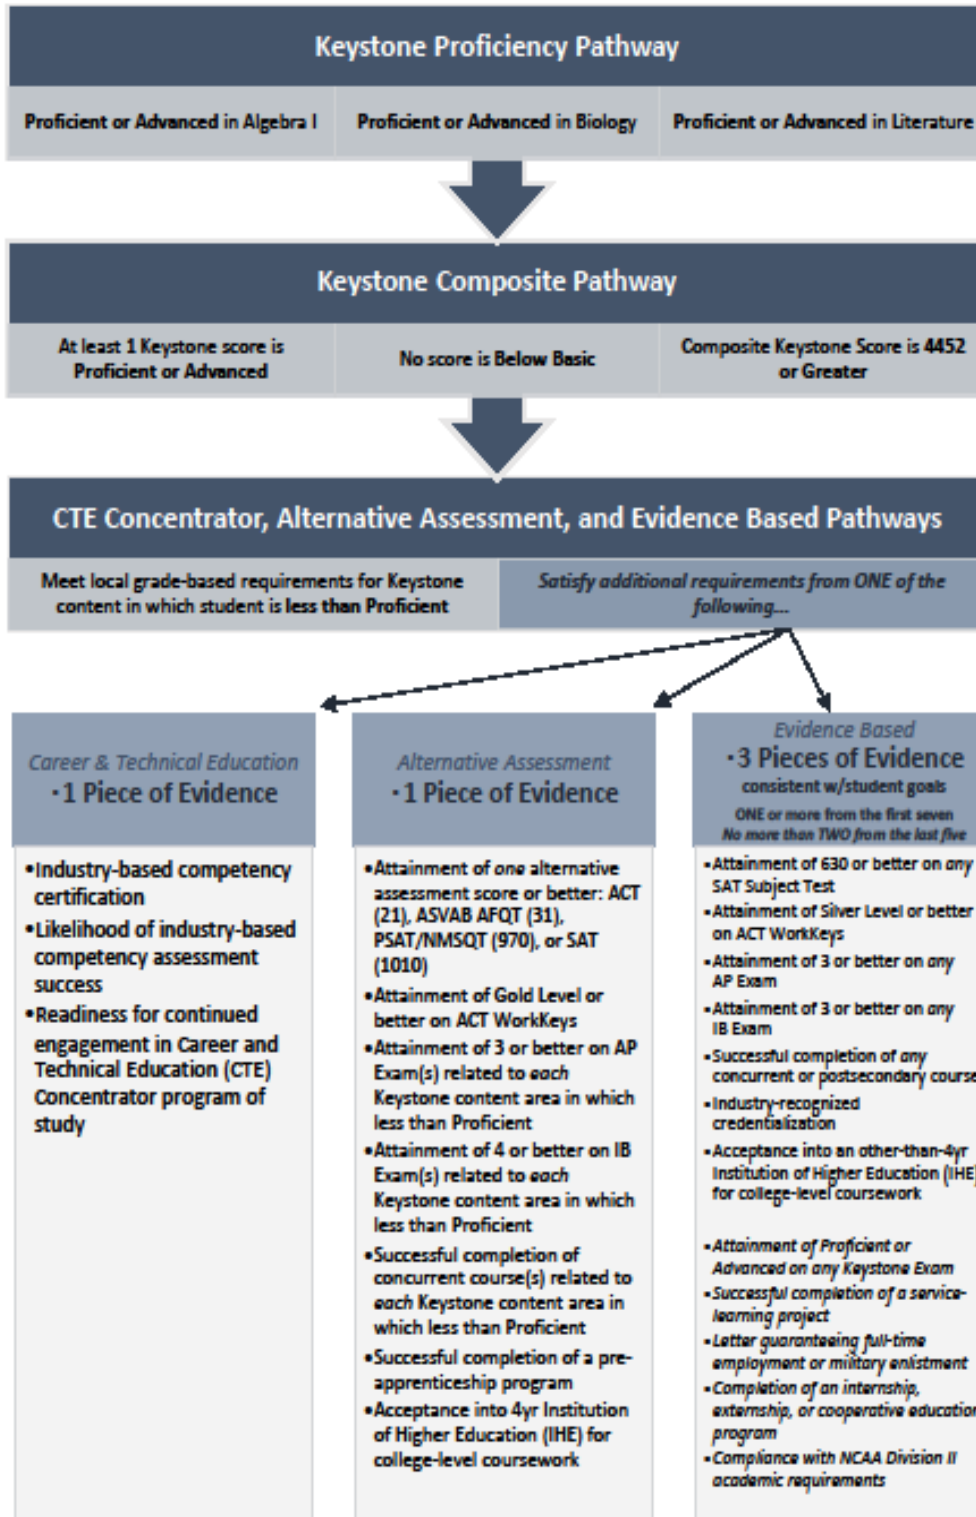 Keystone Proficiency Pathway
Proficient or Advanced in Algebra I
Proficient or Advanced in Biology
Proficient or Advanced in Literature
Keystone Composite Pathway
At least 1 Keystone score is
Proficient or Advanced
No score is Below Basic
Composite Keystone Score is 4452
or Greater
CTE Concentrator, Alternative Assessment, and Evidence Based Pathways
Meet local grade-based requirements for Keystone
content in which student is less than Proficient
Satisfy additional requirements from ONE of the
following...
Career & Technical Education
•1 Piece of Evidence
•Industry-based competency
certification
•Likelihood of industry-based
competency assessment
success
•Readiness for continued
engagement in Career and
Technical Education (CTE)
Concentrator program of
study
Alternative Assessment
•1 Piece of Evidence
•Attainment of one alternative
assessment score or better: ACT
(21), ASVAB AFQT (31),
PSAT/NMSQT (970), or SAT
(1010)
•Attainment of Gold Level or
better on ACT WorkKeys
•Attainment of 3 or better on AP
Exam(s) related to each
Keystone content area in which
less than Proficient
•Attainment of 4 or better on IB
Exam(s) related to each
Keystone content area in which
less than Proficient
•Successful completion of
concurrent course(s) related to
each Keystone content area in
which less than Proficient
•Successful completion of a pre-
apprenticeship program
•Acceptance into 4yr Institution
of Higher Education (IHE) for
college-level coursework
Evidence Based
•3 Pieces of Evidence
consistent w/student goals
ONE or more from the first seven
No more than TWO from the last five
•Attainment of 630 or better on any
SAT Subject Test
•Attainment of Silver Level or better
on ACT WorkKeys
•Attainment of 3 or better on any
AP Exam
•Attainment of 3 or better on any
IB Exam
•Successful completion of any
concurrent or postsecondary course
•Industry-recognized
credentialization
•Acceptance into an other-than-4yr
Institution of Higher Education (IHE)
for college-level coursework
•Attainment of Proficient or
Advanced on any Keystone Exam
•Successful completion of a service-
learning project
•Letter guaranteeing full-time
employment or military enlistment
•Completion of an internship,
externship, or cooperative education
program
•Compliance with NCAA Division II
academic requirements